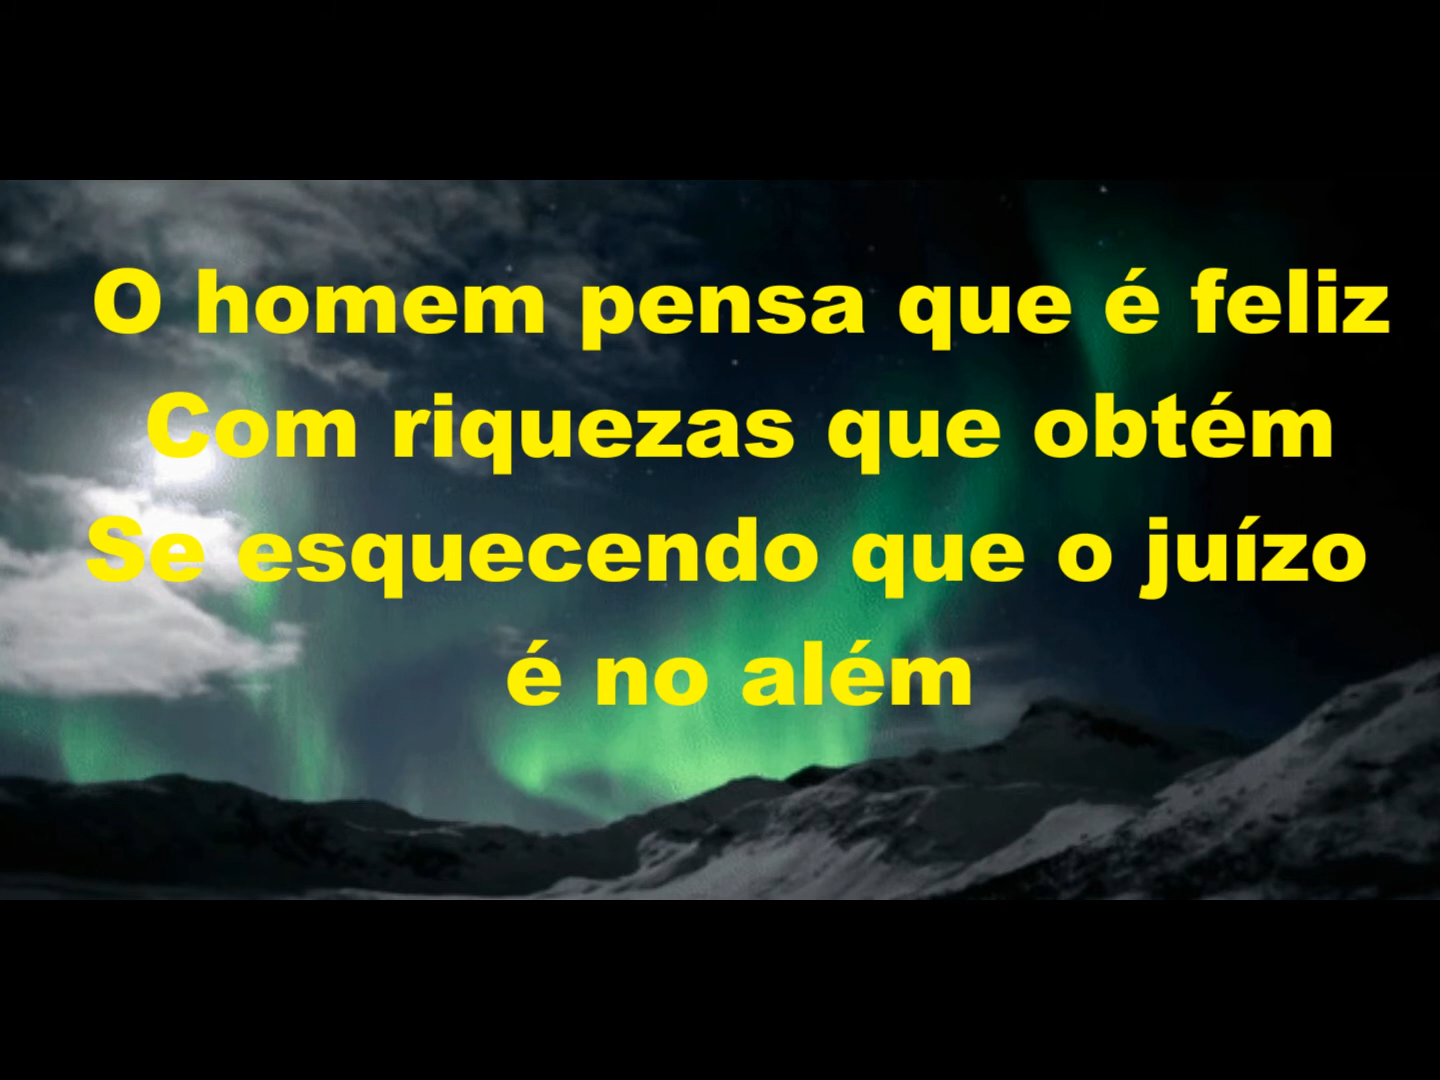 O homem pensa que é feliz
Com riquezas que obtém
Se esquecendo que o juízo
é no além